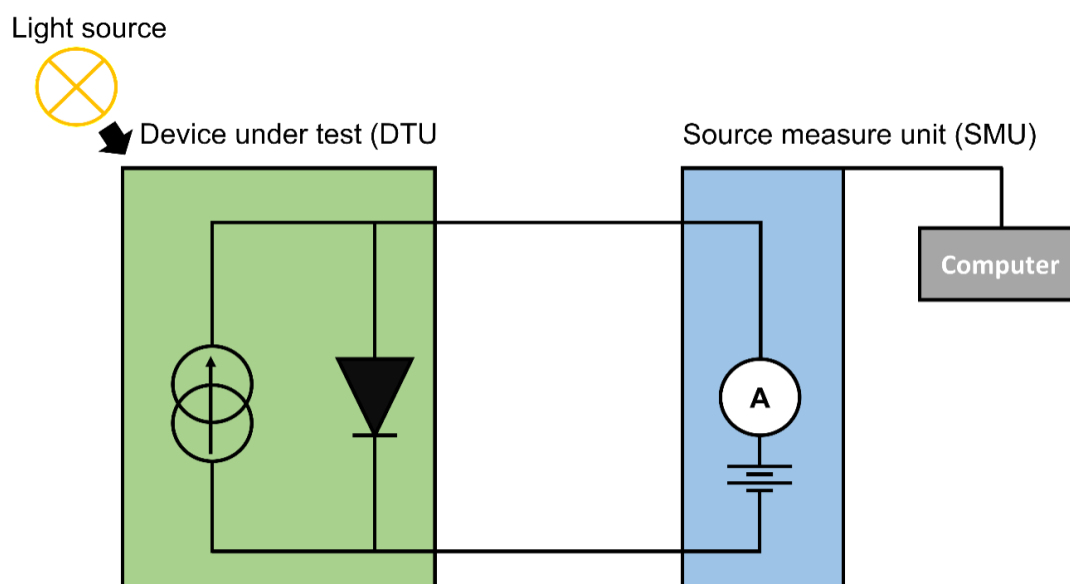 Light source
Device under test (DTU
Source measure unit (SMU)
Computer
A